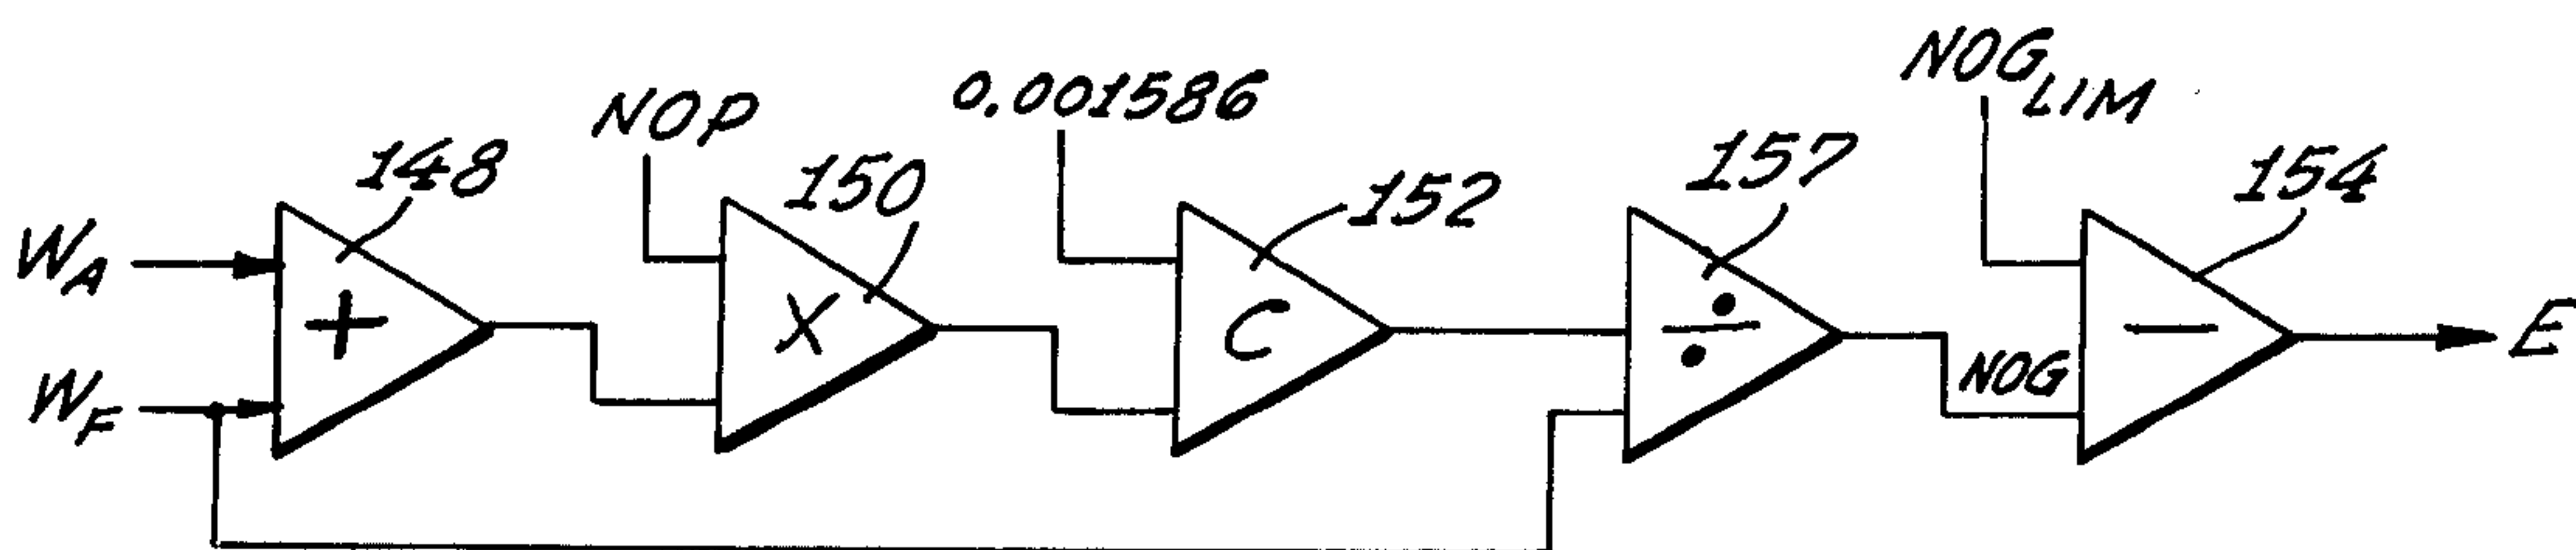 NOG_LIM
0.001586
NOP
148
150
152
157
154
W_A
+
X
C
÷
−
E
W_F
NOG